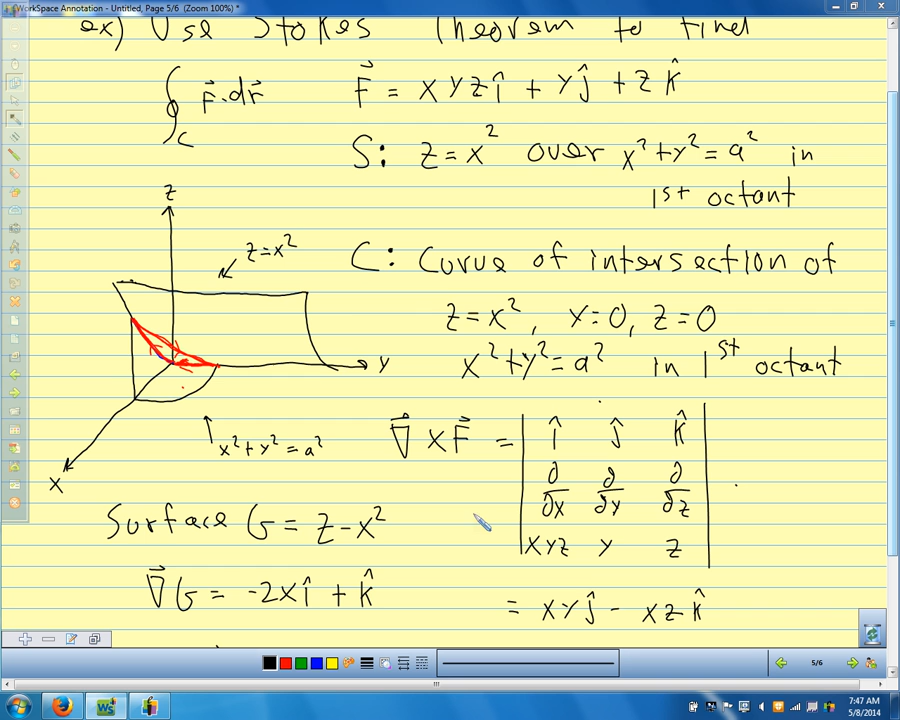 WorkSpace Annotation - Untitled, Page 5/6 (Zoom 100%) *
ex) Use Stokes Theorem to find
∮_C F⃗·dr⃗
F⃗ = xyz î + y ĵ + z k̂
S: z = x² over x² + y² = a² in
1st octant
z
z = x²
y
x² + y² = a²
x
C: Curve of intersection of
z = x², y = 0, z = 0
x² + y² = a² in 1st octant
∇⃗ × F⃗ = | î ĵ k̂ |
| ∂/∂x ∂/∂y ∂/∂z |
| xyz y z |
= xy ĵ - xz k̂
Surface G = z - x²
∇⃗G = -2x î + k̂
5/6
7:47 AM
5/8/2014